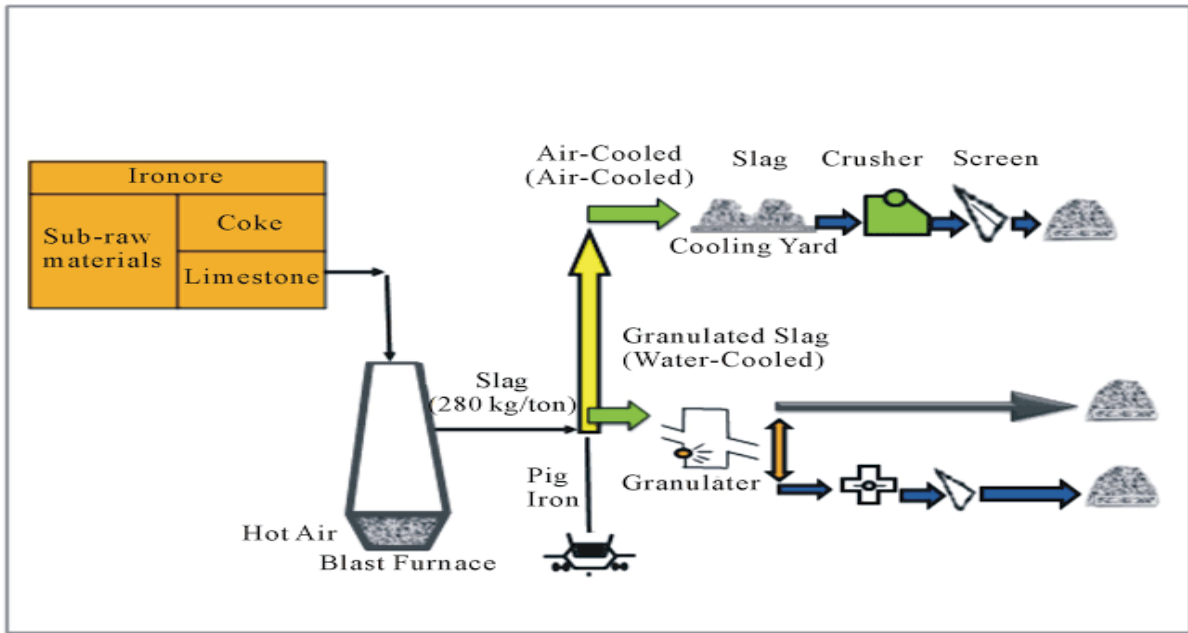 Ironore
Sub-raw
materials
Coke
Limestone
Air-Cooled
(Air-Cooled)
Slag
Crusher
Screen
Cooling Yard
Granulated Slag
(Water-Cooled)
Slag
(280 kg/ton)
Granulater
Pig
Iron
Hot Air
Blast Furnace